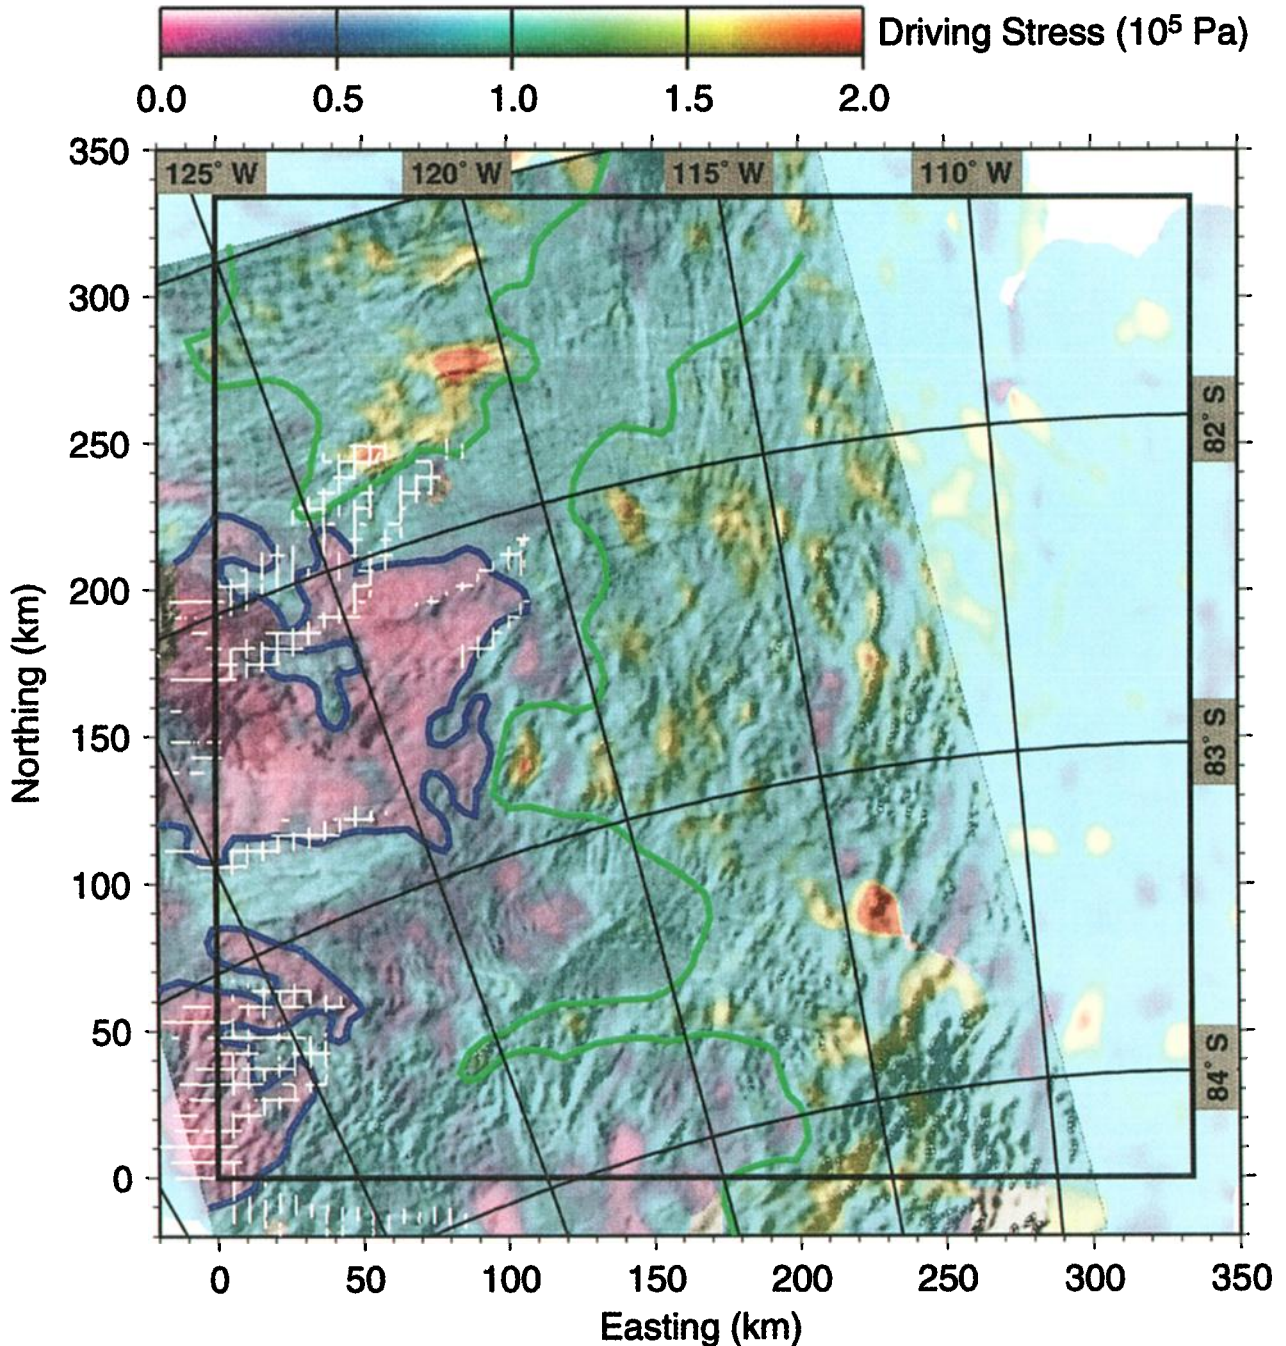 Driving Stress (10⁵ Pa)
0.0 0.5 1.0 1.5 2.0
350
125° W 120° W 115° W 110° W
300
82° S
250
200
Northing (km)
83° S
150
100
84° S
50
0
0 50 100 150 200 250 300 350
Easting (km)